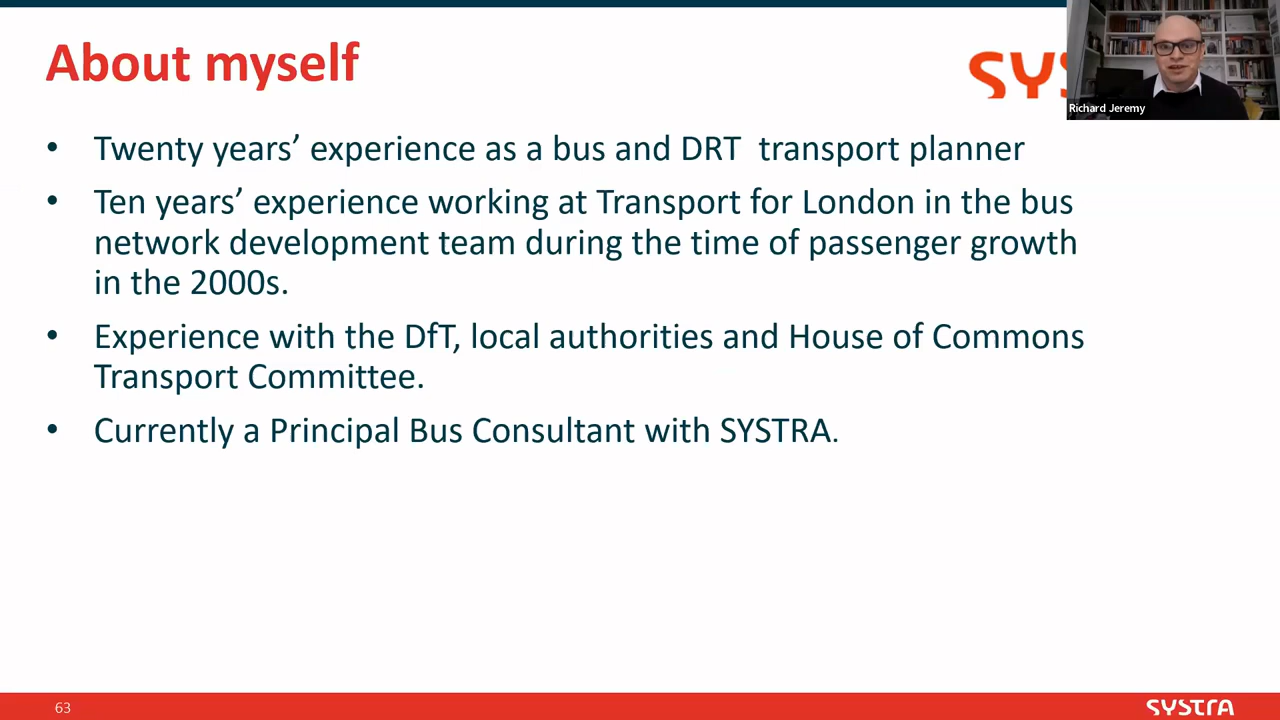 About myself
SYS
Richard Jeremy
• Twenty years’ experience as a bus and DRT transport planner
• Ten years’ experience working at Transport for London in the bus
network development team during the time of passenger growth
in the 2000s.
• Experience with the DfT, local authorities and House of Commons
Transport Committee.
• Currently a Principal Bus Consultant with SYSTRA.
63
SYSTRA